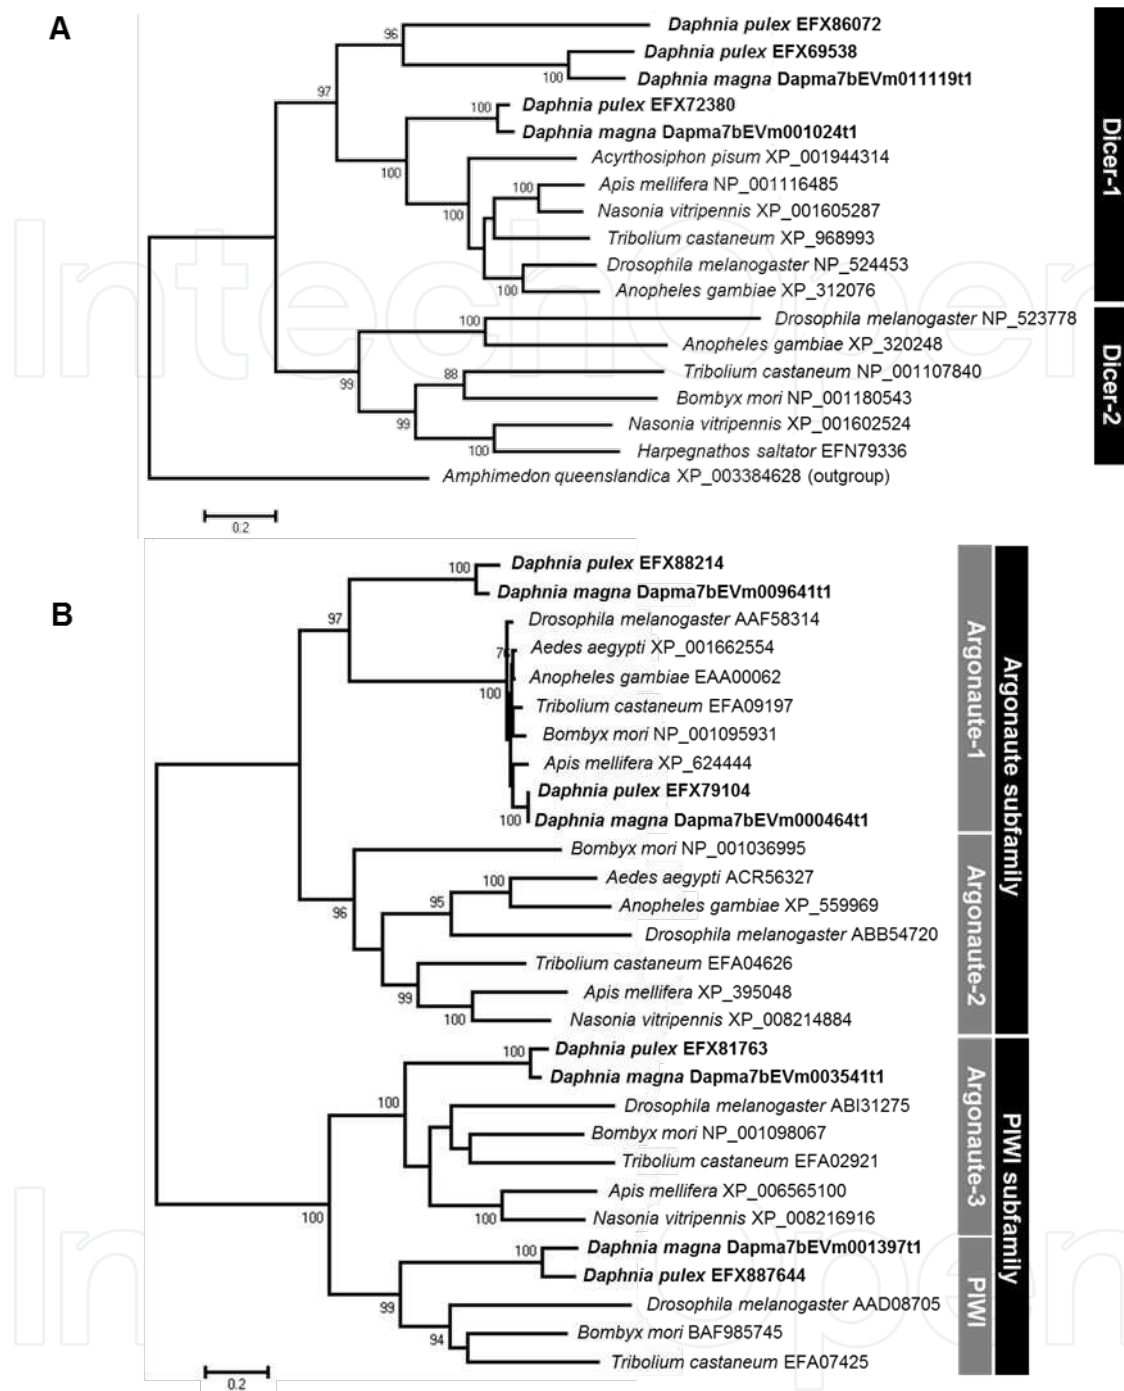 A
96
Daphnia pulex EFX86072
Daphnia pulex EFX69538
100
Daphnia magna Dapma7bEVm011119t1
97
100
Daphnia pulex EFX72380
Daphnia magna Dapma7bEVm001024t1
100
Acyrthosiphon pisum XP_001944314
100
Apis mellifera NP_001116485
Nasonia vitripennis XP_001605287
100
Tribolium castaneum XP_968993
Drosophila melanogaster NP_524453
100
Anopheles gambiae XP_312076
Dicer-1
100
Drosophila melanogaster NP_523778
Anopheles gambiae XP_320248
99
88
Tribolium castaneum NP_001107840
Bombyx mori NP_001180543
99
Nasonia vitripennis XP_001602524
100
Harpegnathos saltator EFN79336
Dicer-2
Amphimedon queenslandica XP_003384628 (outgroup)
0.2
IntechOpen
B
100
Daphnia pulex EFX88214
Daphnia magna Dapma7bEVm009641t1
97
Drosophila melanogaster AAF58314
Aedes aegypti XP_001662554
Anopheles gambiae EAA00062
100
Tribolium castaneum EFA09197
Bombyx mori NP_001095931
Apis mellifera XP_624444
Daphnia pulex EFX79104
100
Daphnia magna Dapma7bEVm000464t1
Argonaute-1
Bombyx mori NP_001036995
96
100
Aedes aegypti ACR56327
95
Anopheles gambiae XP_559969
Drosophila melanogaster ABB54720
Tribolium castaneum EFA04626
99
Apis mellifera XP_395048
100
Nasonia vitripennis XP_008214884
Argonaute-2
Argonaute subfamily
100
Daphnia pulex EFX81763
Daphnia magna Dapma7bEVm003541t1
100
Drosophila melanogaster ABI31275
Bombyx mori NP_001098067
Tribolium castaneum EFA02921
Apis mellifera XP_006565100
100
Nasonia vitripennis XP_008216916
Argonaute-3
100
100
Daphnia magna Dapma7bEVm001397t1
Daphnia pulex EFX887644
99
Drosophila melanogaster AAD08705
94
Bombyx mori BAF985745
Tribolium castaneum EFA07425
PIWI
PIWI subfamily
0.2